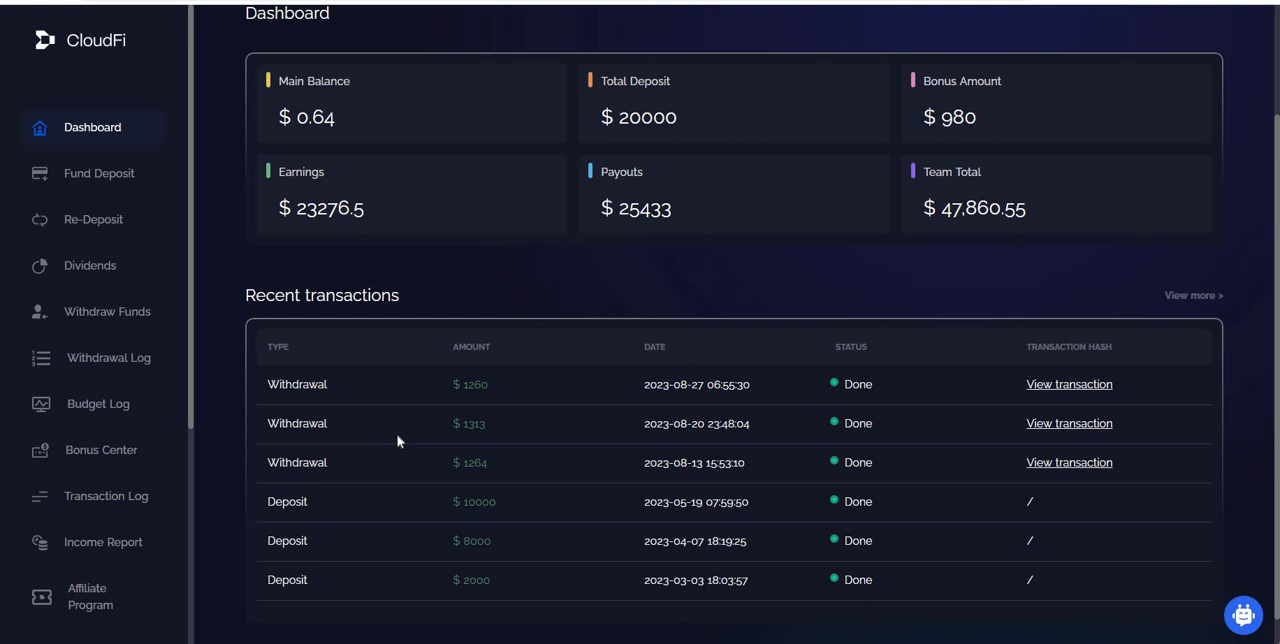 CloudFi
Dashboard
Fund Deposit
Re-Deposit
Dividends
Withdraw Funds
Withdrawal Log
Budget Log
Bonus Center
Transaction Log
Income Report
Affiliate
Program
Dashboard
Main Balance
$ 0.64
Total Deposit
$ 20000
Bonus Amount
$ 980
Earnings
$ 23276.5
Payouts
$ 25433
Team Total
$ 47,860.55
Recent transactions
View more >
TYPE AMOUNT DATE STATUS TRANSACTION HASH
Withdrawal $ 1260 2023-08-27 06:55:30 Done View transaction
Withdrawal $ 1313 2023-08-20 23:48:04 Done View transaction
Withdrawal $ 1264 2023-08-13 15:53:10 Done View transaction
Deposit $ 10000 2023-05-19 07:59:50 Done /
Deposit $ 8000 2023-04-07 18:19:25 Done /
Deposit $ 2000 2023-03-03 18:03:57 Done /